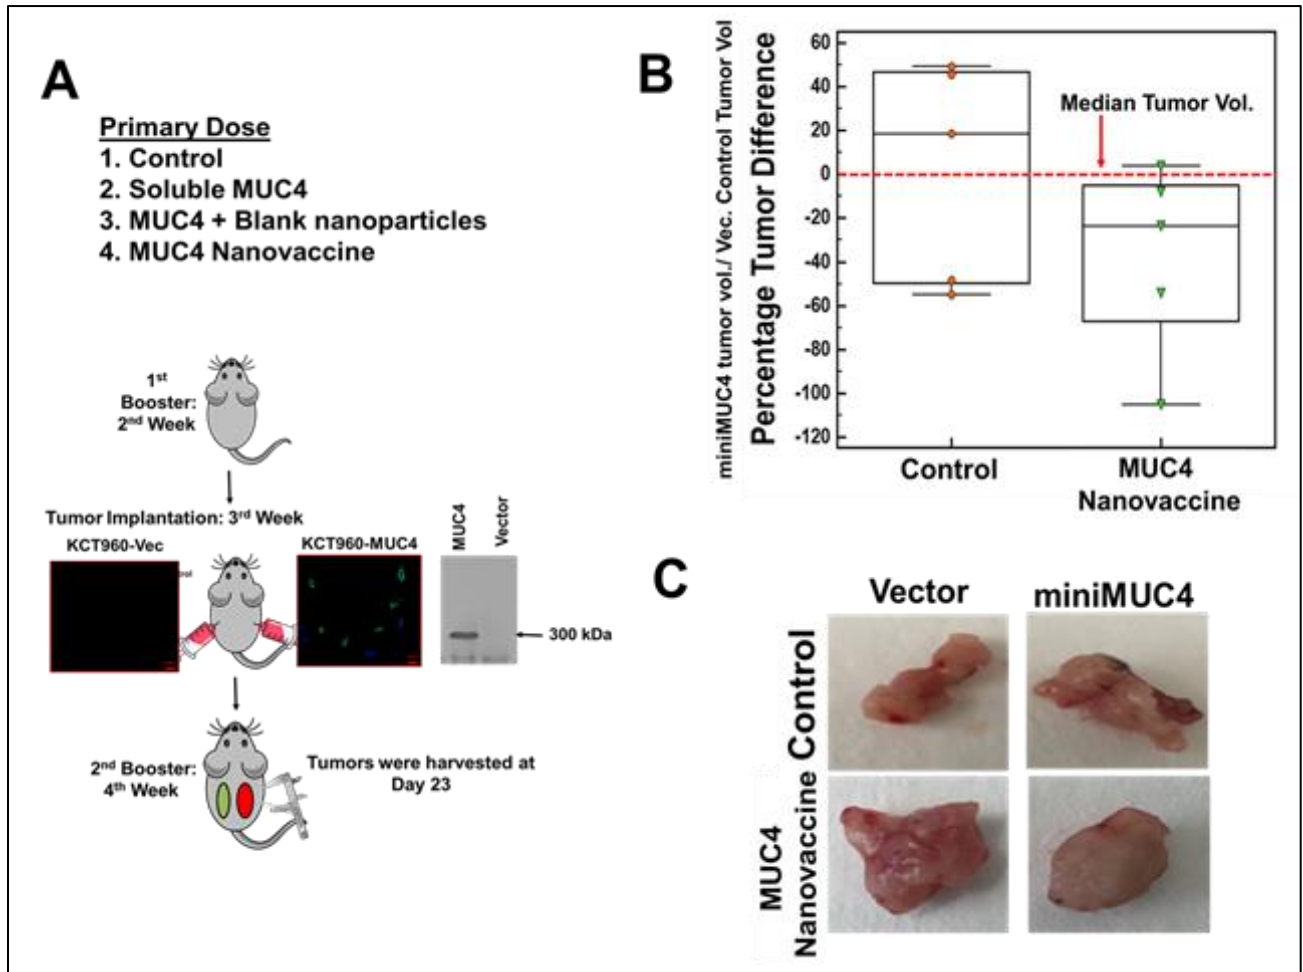 A
Primary Dose
1. Control
2. Soluble MUC4
3. MUC4 + Blank nanoparticles
4. MUC4 Nanovaccine
1st
Booster:
2nd Week
Tumor Implantation: 3rd Week
KCT960-Vec
KCT960-MUC4
MUC4
Vector
300 kDa
2nd Booster:
4th Week
Tumors were harvested at
Day 23
B
miniMUC4 tumor vol./ Vec. Control Tumor Vol
Percentage Tumor Difference
60
40
20
0
-20
-40
-60
-80
-100
-120
Median Tumor Vol.
Control
MUC4
Nanovaccine
C
Vector
miniMUC4
Control
MUC4
Nanovaccine